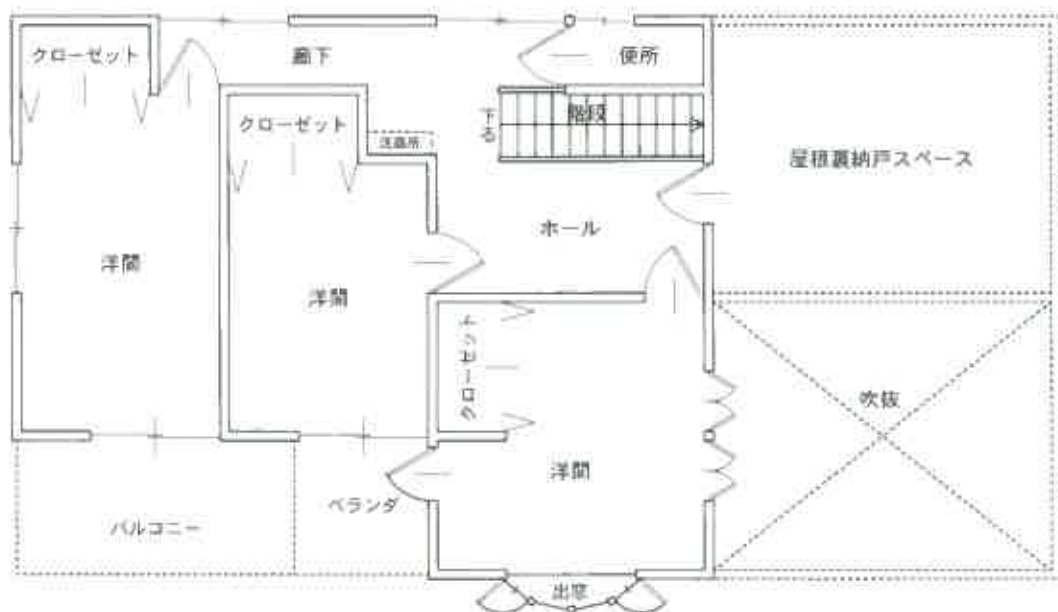 クローゼット
廊下
便所
クローゼット
洗面所
下る
階段
屋根裏納戸スペース
ホール
洋間
洋間
クローゼット
吹抜
洋間
ベランダ
バルコニー
出窓